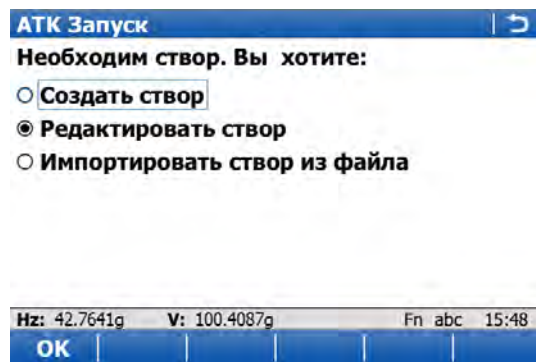 АТК Запуск
Необходим створ. Вы хотите:
Создать створ
Редактировать створ
Импортировать створ из файла
Hz: 42.7641g V: 100.4087g Fn abc 15:48
OK